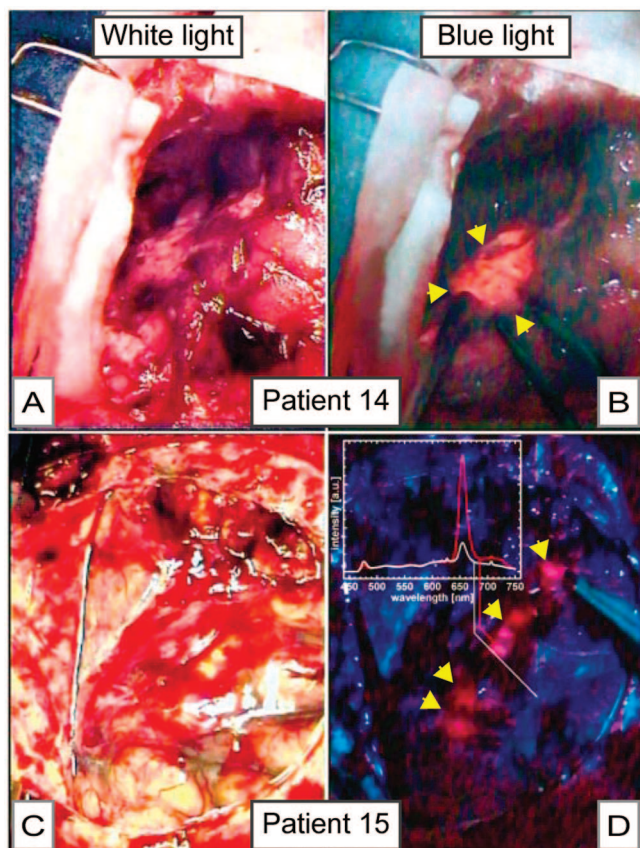 White light
Blue light
A
Patient 14
B
intensity [a.u.]
450 500 550 600 650 700 750
wavelength [nm]
C
Patient 15
D